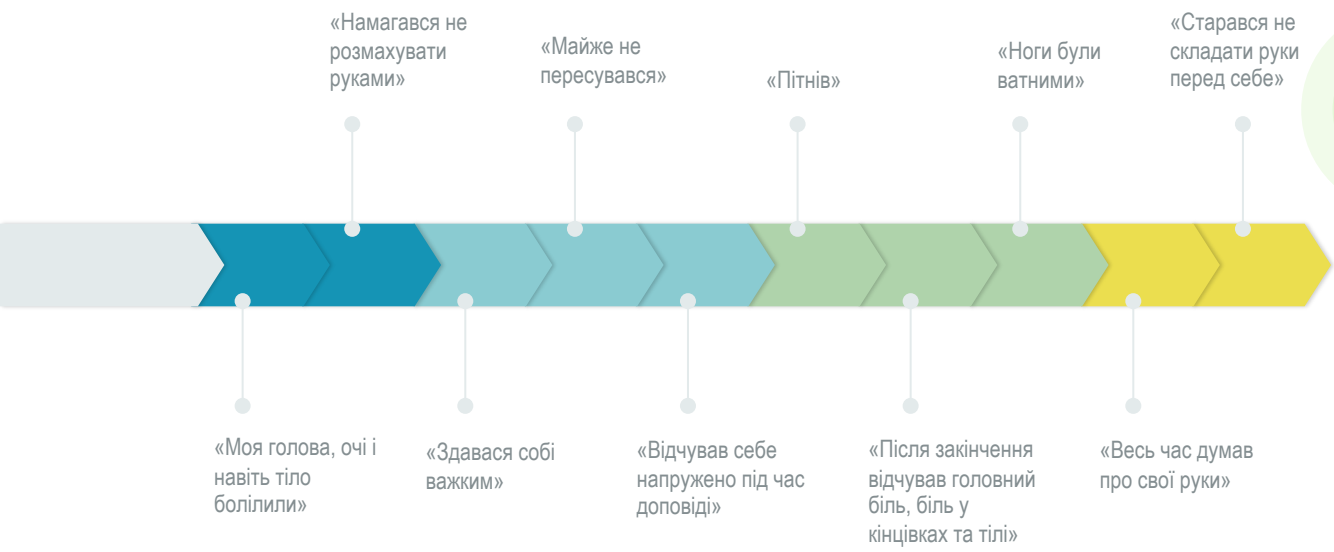 «Намагався не
розмахувати
руками»
«Майже не
пересувався»
«Пітнів»
«Ноги були
ватними»
«Старався не
складати руки
перед себе»
«Моя голова, очі і
навіть тіло
болілили»
«Здавася собі
важким»
«Відчував себе
напружено під час
доповіді»
«Після закінчення
відчував головний
біль, біль у
кінцівках та тілі»
«Весь час думав
про свої руки»